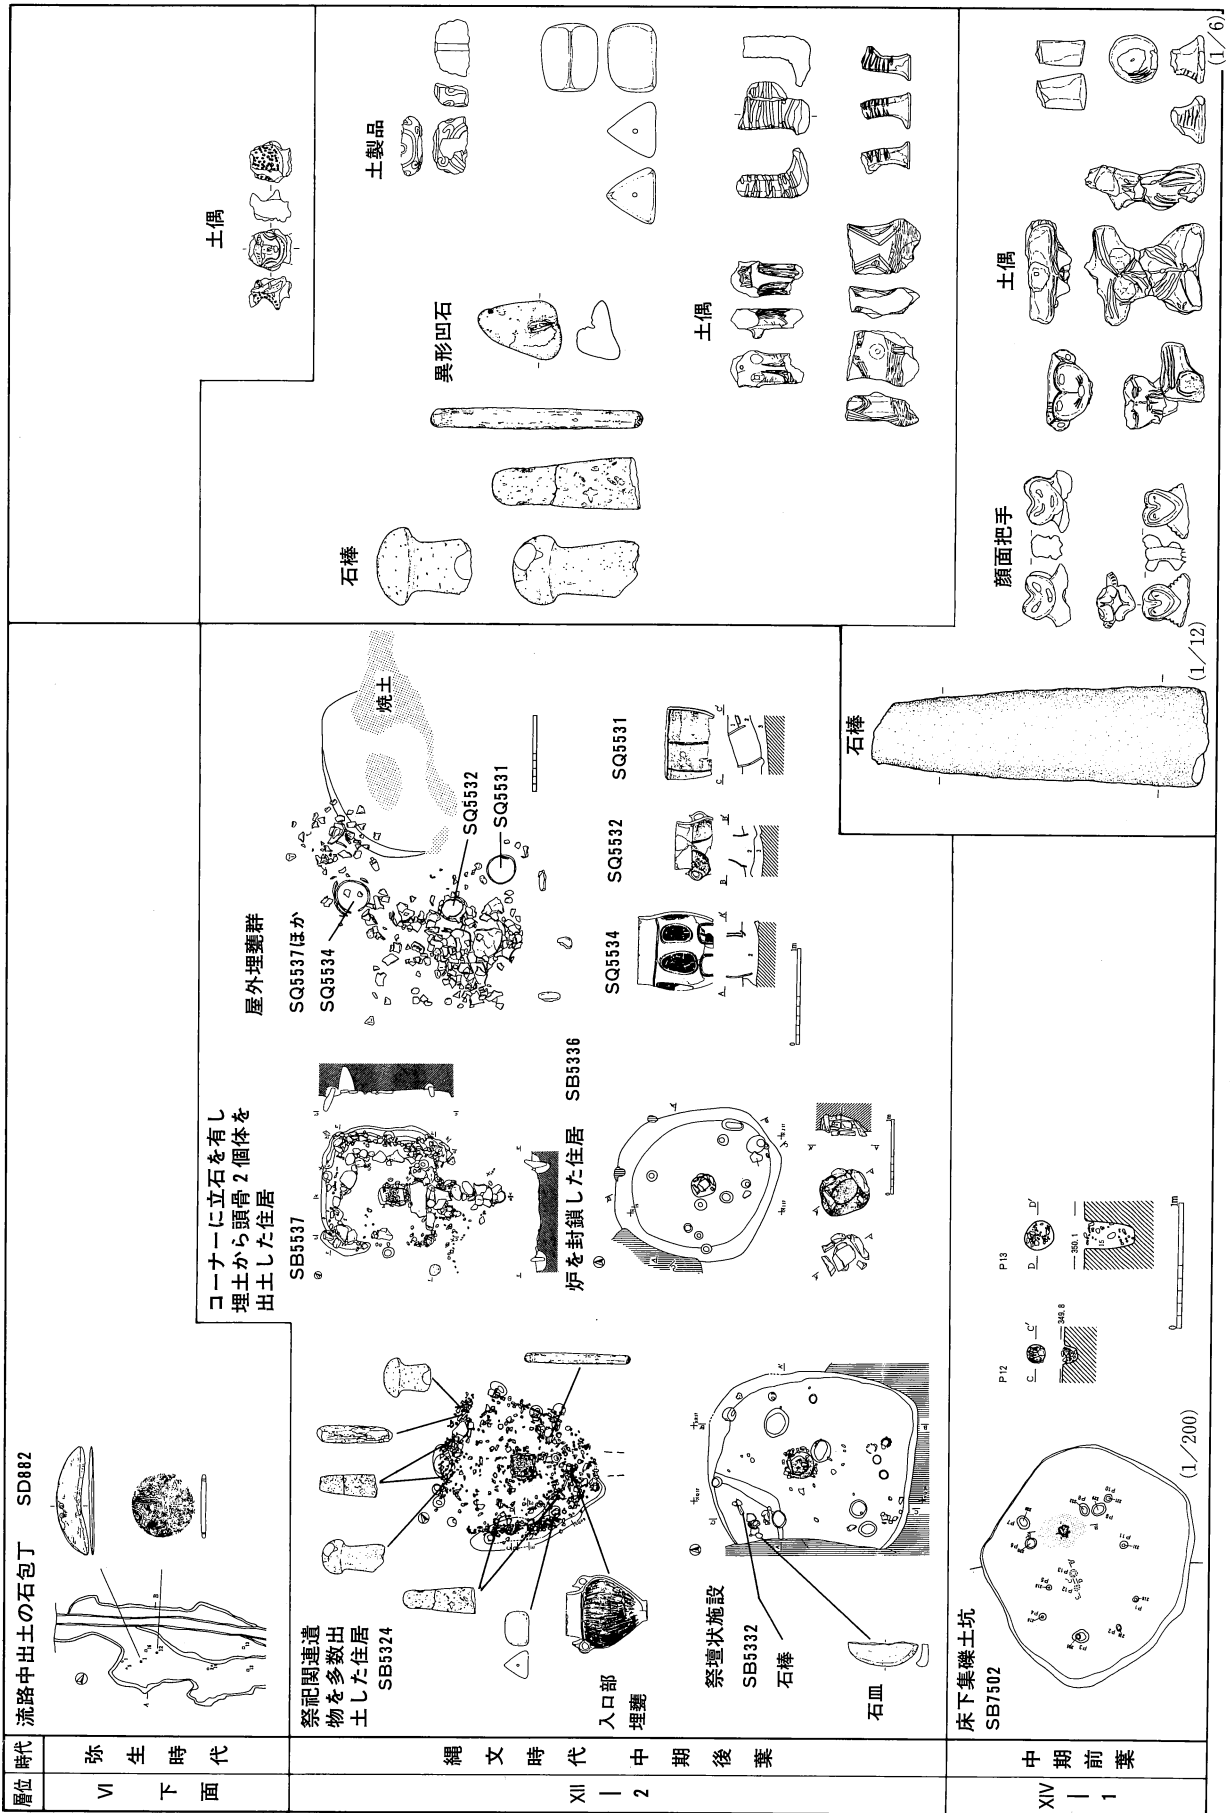 層位
時代
VI 下面
弥生時代
流路中出土の石包丁　SD882
土偶
XII－2
縄文時代　中期後葉
祭祀関連遺
物を多数出
土した住居
SB5324
入口部
埋甕
祭壇状施設
SB5332
石棒
石皿
コーナーに立石を有し
埋土から頭骨2個体を
出土した住居
SB5537
炉を封鎖した住居　SB5336
屋外埋甕群
SQ5537ほか
SQ5534
焼土
SQ5532
SQ5531
SQ5534
SQ5532
SQ5531
石棒
異形凹石
土製品
土偶
XIV－1
中期前葉
床下集礫土坑
SB7502
(1/200)
P12
C C'
349.8
P13
D D'
350.1
0 1m
石棒
(1/12)
顔面把手
土偶
(1/6)